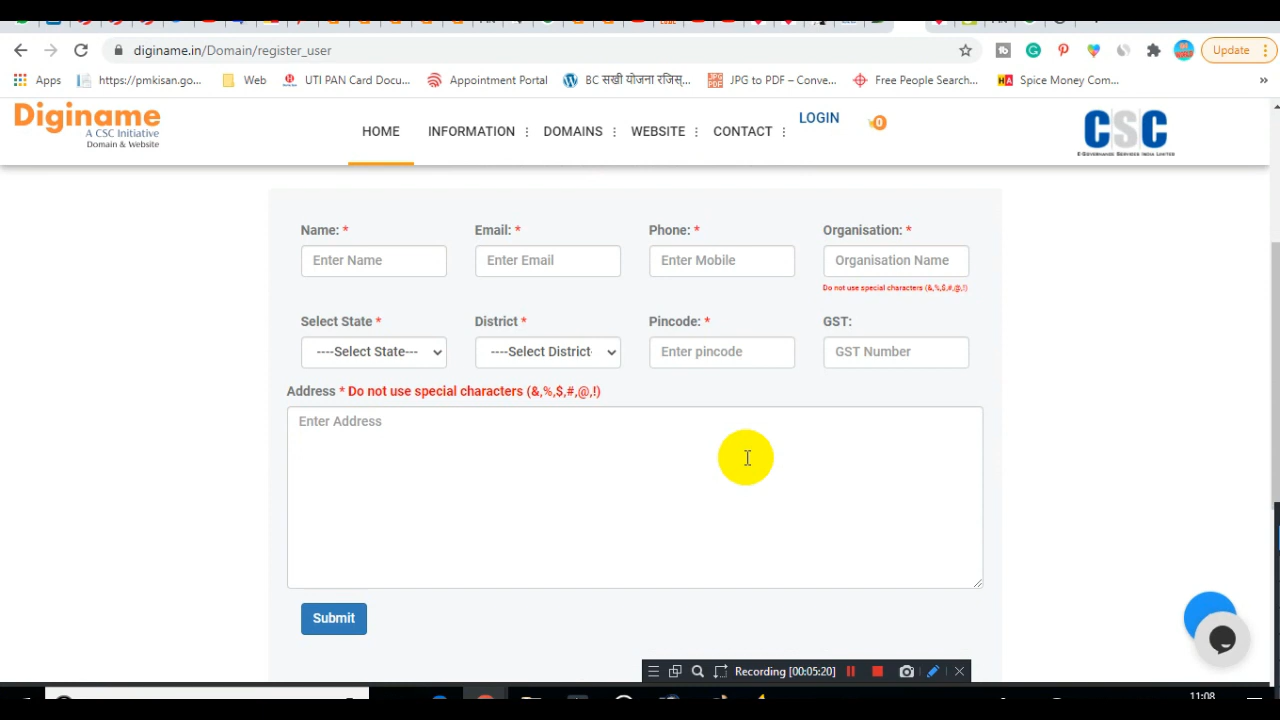 diginame.in/Domain/register_user
Update
Apps
https://pmkisan.go...
Web
UTI PAN Card Docu...
Appointment Portal
BC सखी योजना रजिस्...
JPG to PDF – Conve...
Free People Search...
Spice Money Com...
»
Diginame
A CSC Initiative
Domain & Website
HOME
INFORMATION
DOMAINS
WEBSITE
CONTACT
LOGIN
0
CSC
E-GOVERNANCE SERVICES INDIA LIMITED
Name: *
Email: *
Phone: *
Organisation: *
Enter Name
Enter Email
Enter Mobile
Organisation Name
Do not use special characters (&,%,$,#,@,!)
Select State *
District *
Pincode: *
GST:
----Select State---
----Select District-
Enter pincode
GST Number
Address * Do not use special characters (&,%,$,#,@,!)
Enter Address
Submit
Recording [00:05:20]
11:08